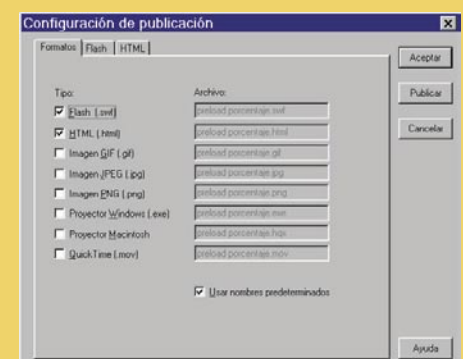 Configuración de publicación
Formatos Flash HTML
Aceptar
Publicar
Cancelar
Tipo: Archivo:
Flash (.swf) preload porcentaje.swf
HTML (.html) preload porcentaje.html
Imagen GIF (.gif) preload porcentaje.gif
Imagen JPEG (.jpg) preload porcentaje.jpg
Imagen PNG (.png) preload porcentaje.png
Proyector Windows (.exe) preload porcentaje.exe
Proyector Macintosh preload porcentaje.hqx
QuickTime (.mov) preload porcentaje.mov
Usar nombres predeterminados
Ayuda